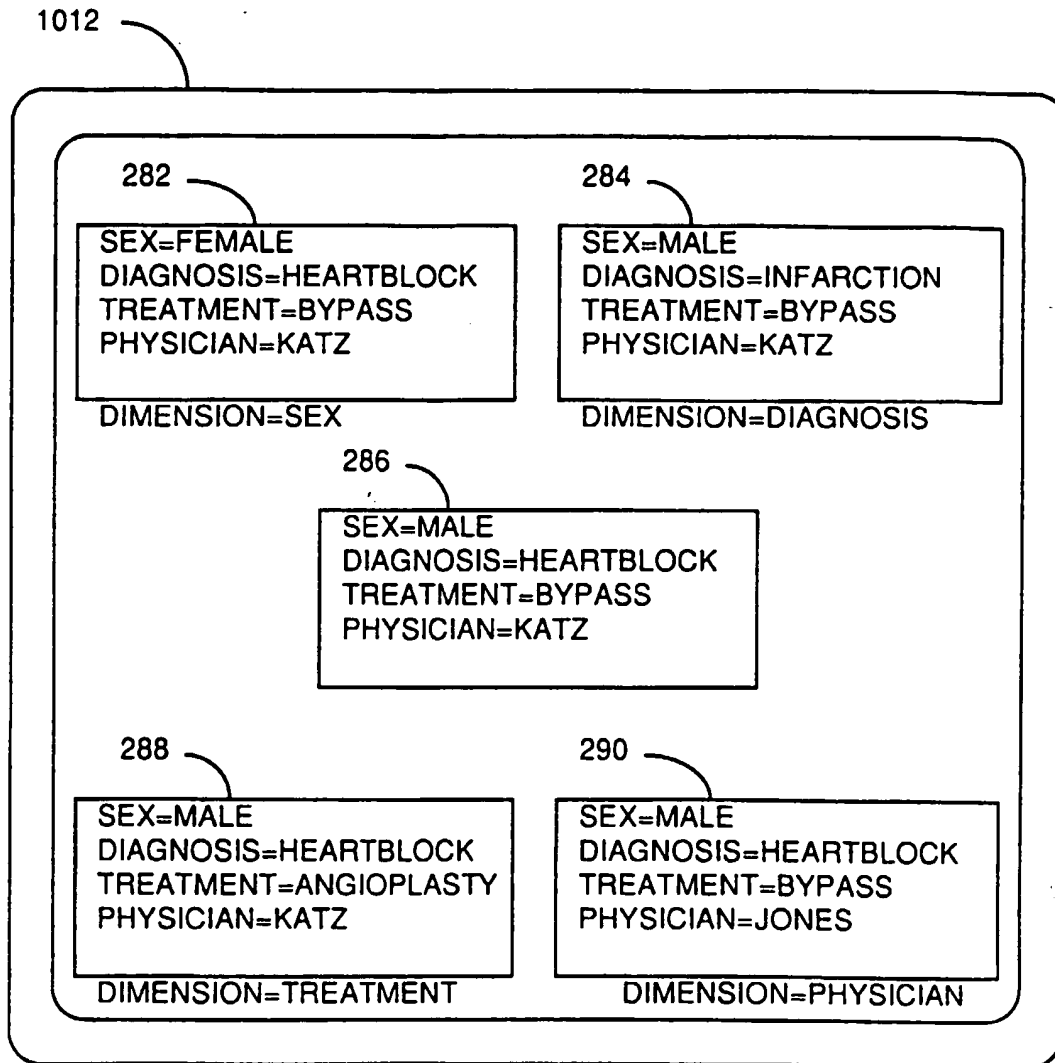 1012
282
SEX=FEMALE
DIAGNOSIS=HEARTBLOCK
TREATMENT=BYPASS
PHYSICIAN=KATZ
DIMENSION=SEX
284
SEX=MALE
DIAGNOSIS=INFARCTION
TREATMENT=BYPASS
PHYSICIAN=KATZ
DIMENSION=DIAGNOSIS
286
SEX=MALE
DIAGNOSIS=HEARTBLOCK
TREATMENT=BYPASS
PHYSICIAN=KATZ
288
SEX=MALE
DIAGNOSIS=HEARTBLOCK
TREATMENT=ANGIOPLASTY
PHYSICIAN=KATZ
DIMENSION=TREATMENT
290
SEX=MALE
DIAGNOSIS=HEARTBLOCK
TREATMENT=BYPASS
PHYSICIAN=JONES
DIMENSION=PHYSICIAN